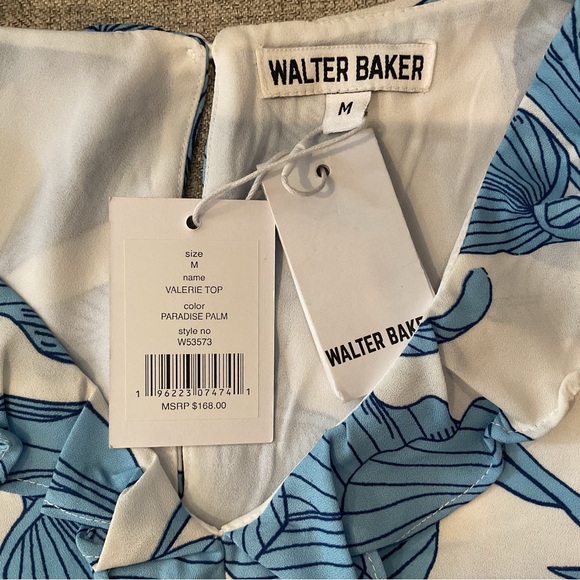 WALTER BAKER
M
size
M
name
VALERIE TOP
color
PARADISE PALM
style no
W53573
1 96223 07474 1
MSRP $168.00
WALTER BAKE